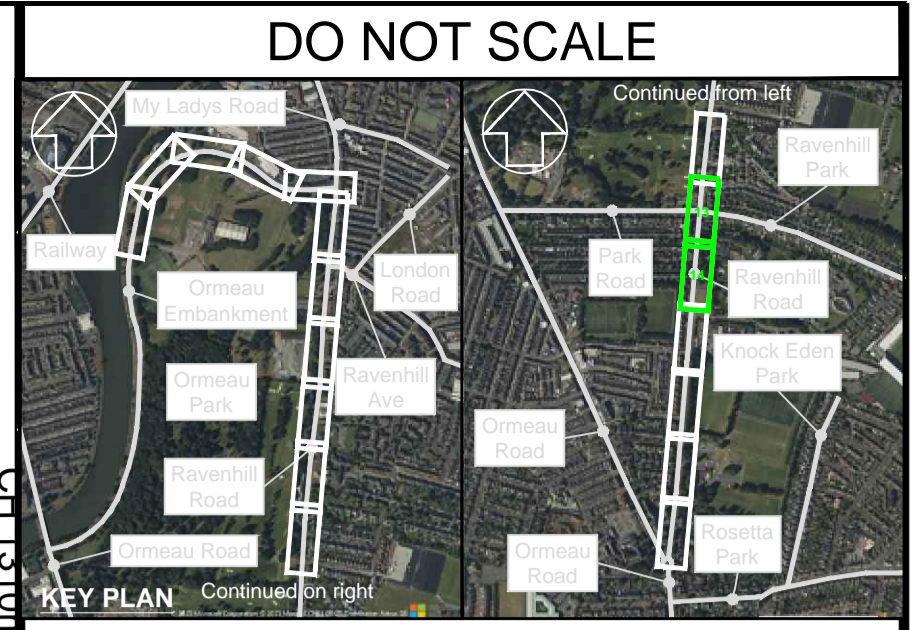 DO NOT SCALE
My Ladys Road
Railway
Ormeau
Embankment
London
Road
Ormeau
Park
Ravenhill
Ave
Ravenhill
Road
Ormeau Road
KEY PLAN
Continued on right
Continued from left
Ravenhill
Park
13
Park
Road
14
Ravenhill
Road
Knock Eden
Park
Ormeau
Road
Ormeau
Road
Rosetta
Park